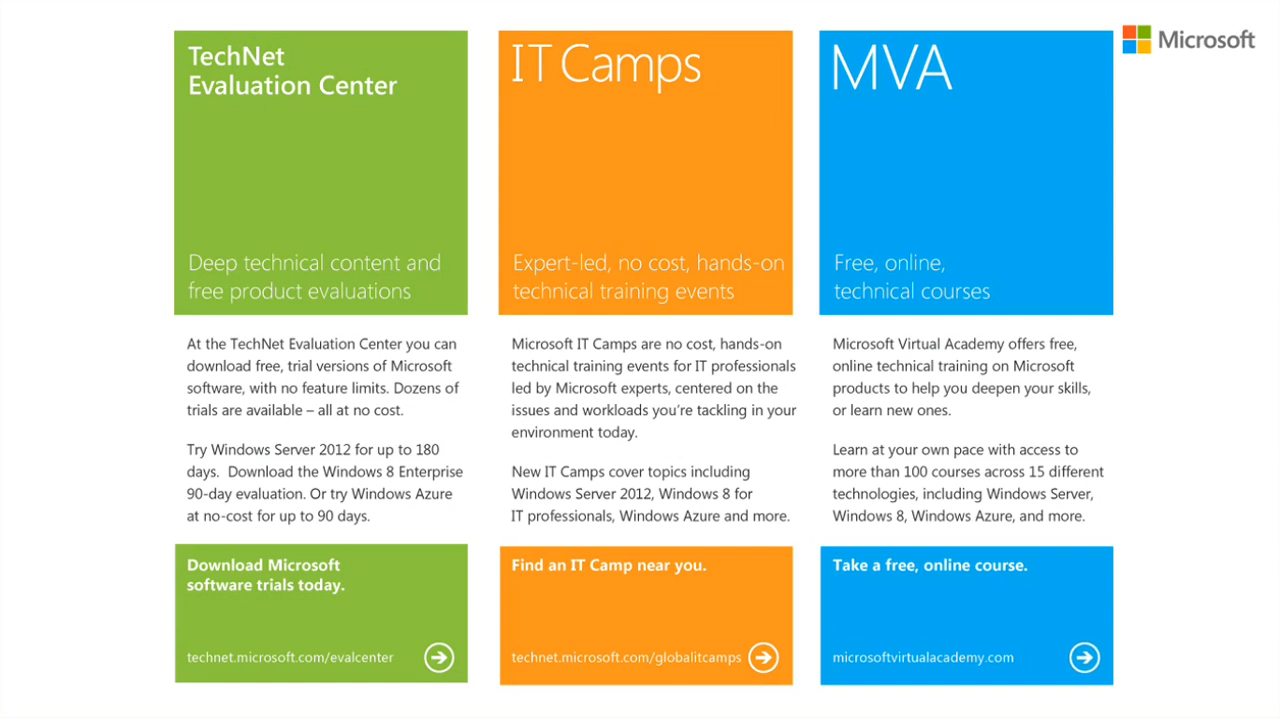 TechNet
Evaluation Center
Deep technical content and
free product evaluations
At the TechNet Evaluation Center you can
download free, trial versions of Microsoft
software, with no feature limits. Dozens of
trials are available – all at no cost.
Try Windows Server 2012 for up to 180
days.  Download the Windows 8 Enterprise
90-day evaluation. Or try Windows Azure
at no-cost for up to 90 days.
Download Microsoft
software trials today.
technet.microsoft.com/evalcenter
IT Camps
Expert-led, no cost, hands-on
technical training events
Microsoft IT Camps are no cost, hands-on
technical training events for IT professionals
led by Microsoft experts, centered on the
issues and workloads you’re tackling in your
environment today.
New IT Camps cover topics including
Windows Server 2012, Windows 8 for
IT professionals, Windows Azure and more.
Find an IT Camp near you.
technet.microsoft.com/globalitcamps
MVA
Free, online,
technical courses
Microsoft Virtual Academy offers free,
online technical training on Microsoft
products to help you deepen your skills,
or learn new ones.
Learn at your own pace with access to
more than 100 courses across 15 different
technologies, including Windows Server,
Windows 8, Windows Azure, and more.
Take a free, online course.
microsoftvirtualacademy.com
Microsoft